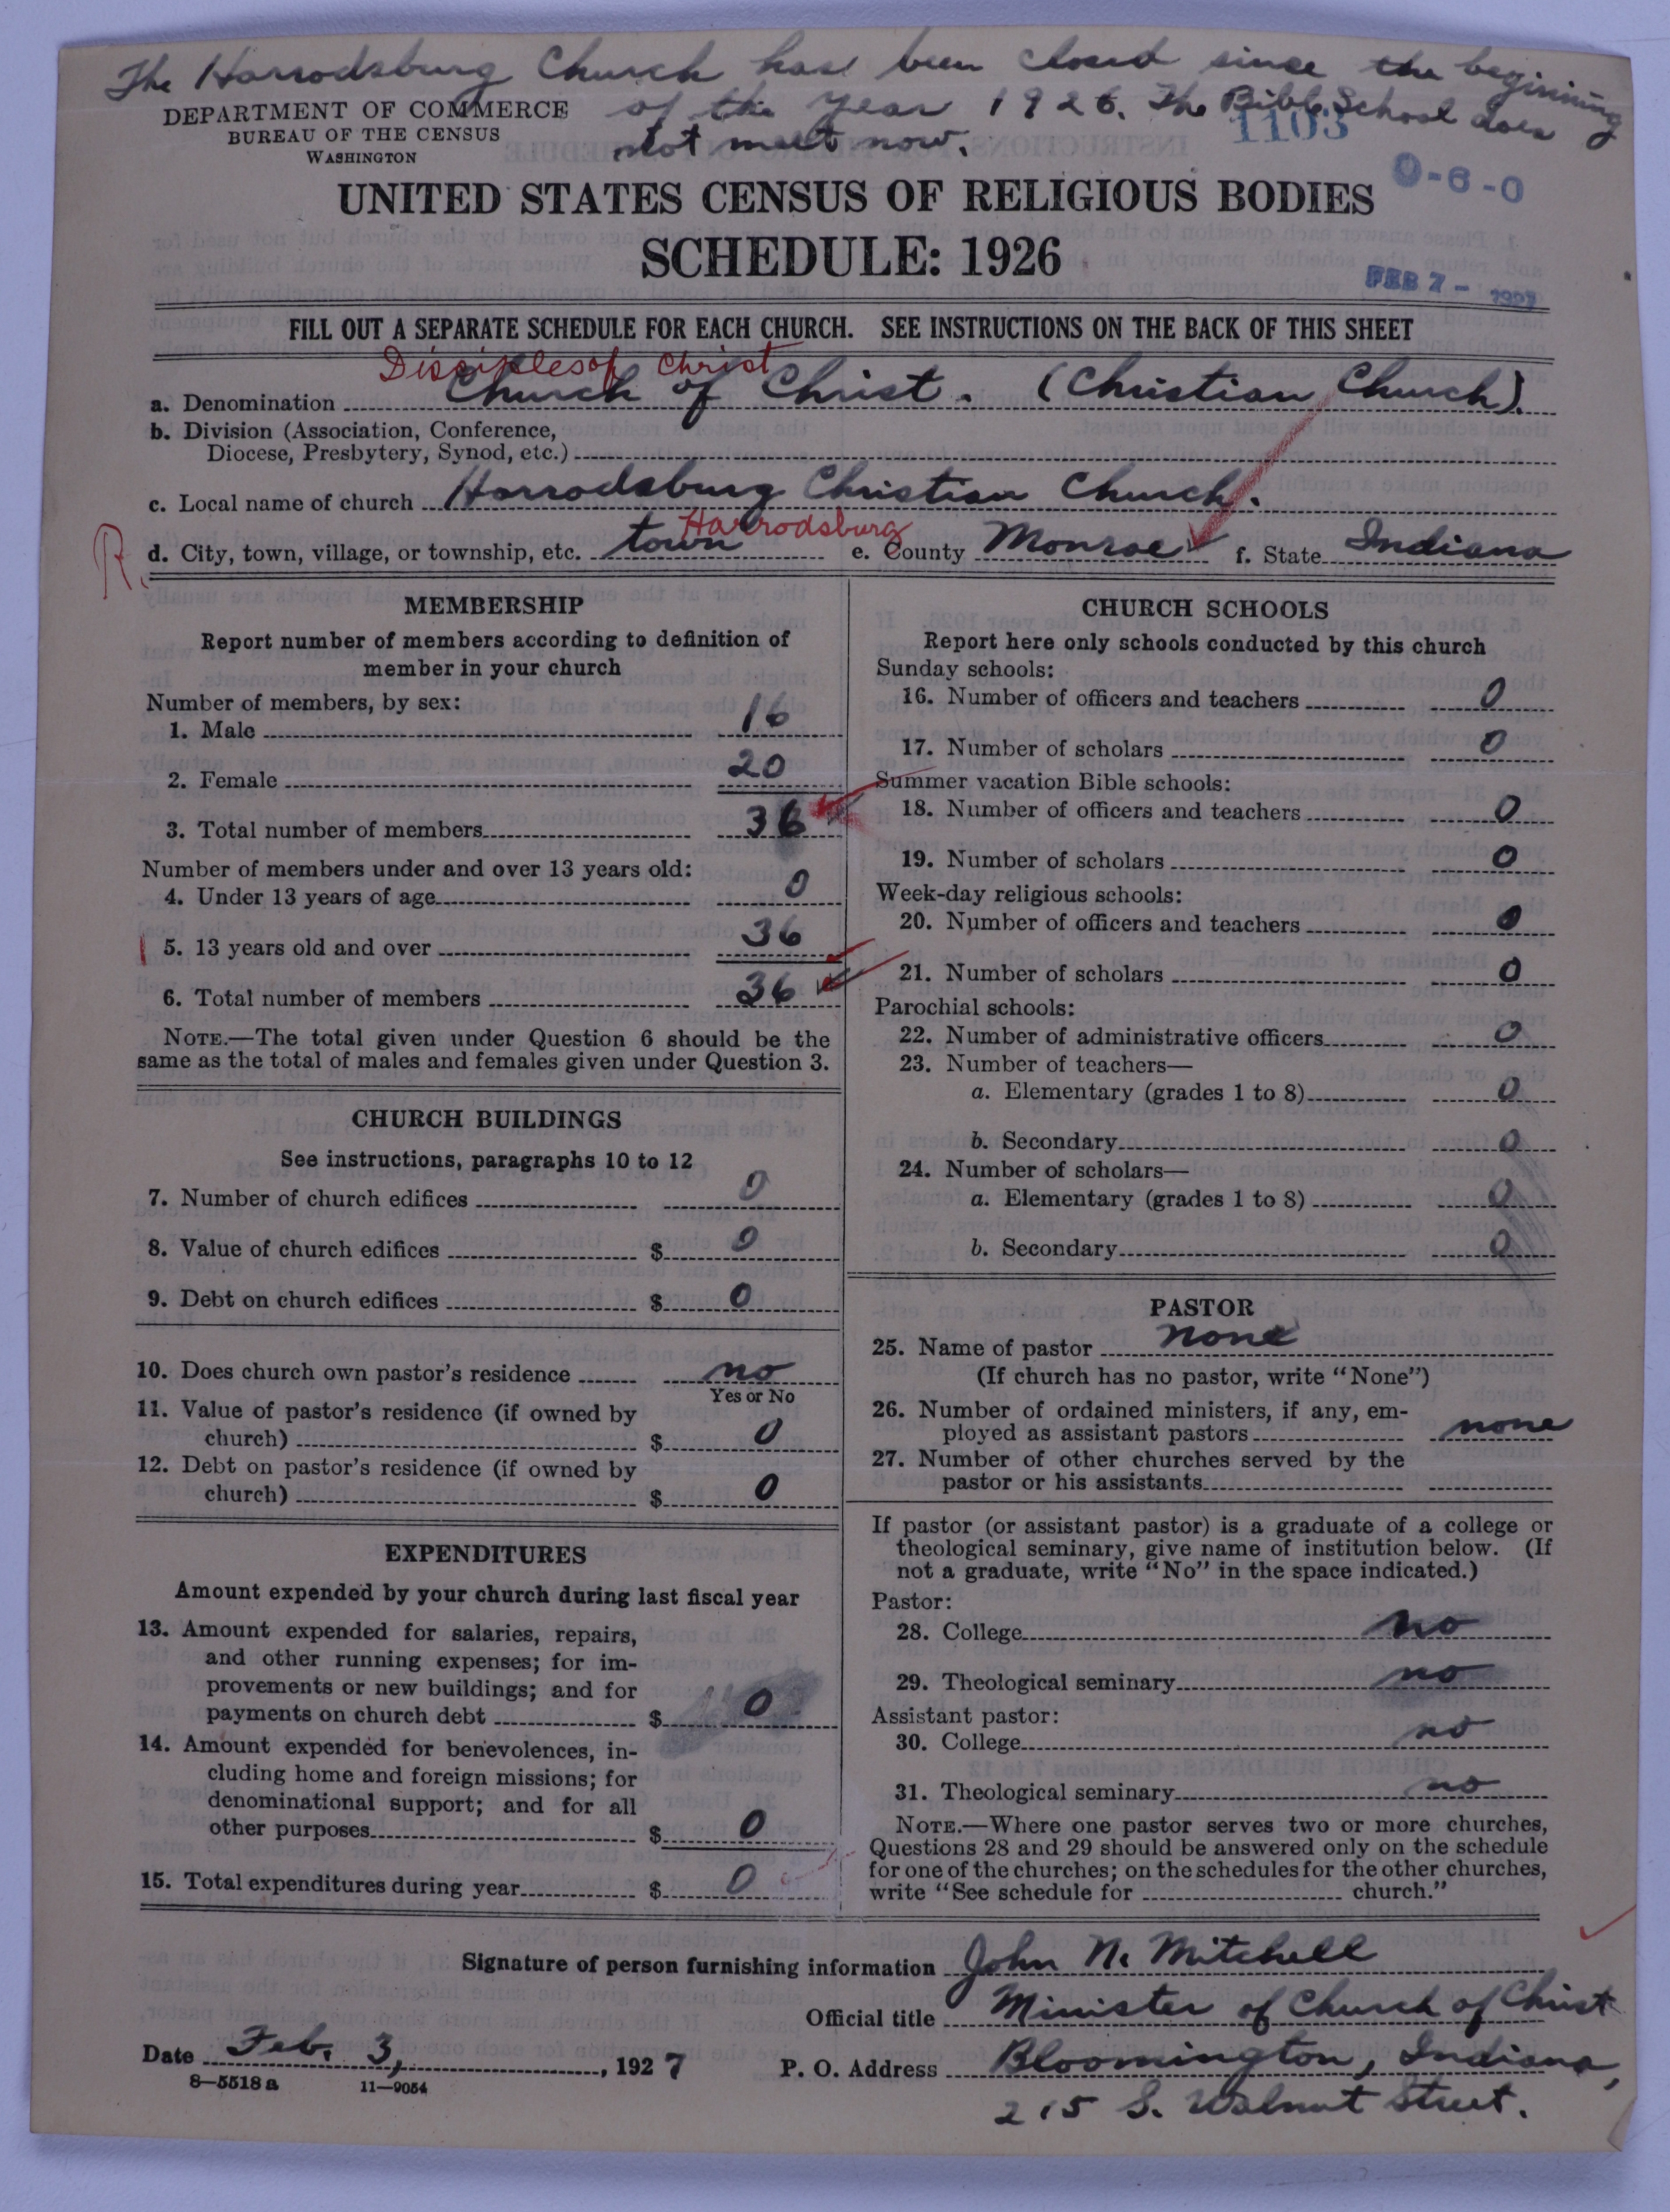 The Harrodsburg Church has been closed since the beginning
of the year 1926. The Bible School does
not meet now.
DEPARTMENT OF COMMERCE
BUREAU OF THE CENSUS
WASHINGTON
1103
0-6-0
UNITED STATES CENSUS OF RELIGIOUS BODIES
SCHEDULE: 1926
FEB 7 - 1927
FILL OUT A SEPARATE SCHEDULE FOR EACH CHURCH. SEE INSTRUCTIONS ON THE BACK OF THIS SHEET
Disciples of Christ
a. Denomination Church of Christ. (Christian Church).
b. Division (Association, Conference,
Diocese, Presbytery, Synod, etc.)
c. Local name of church Harrodsburg Christian Church.
Harrodsburg
R.
d. City, town, village, or township, etc. town e. County Monroe f. State Indiana
MEMBERSHIP
Report number of members according to definition of
member in your church
Number of members, by sex:
1. Male 16
2. Female 20
3. Total number of members 36
Number of members under and over 13 years old:
4. Under 13 years of age 0
5. 13 years old and over 36
6. Total number of members 36
NOTE.—The total given under Question 6 should be the
same as the total of males and females given under Question 3.
CHURCH BUILDINGS
See instructions, paragraphs 10 to 12
7. Number of church edifices 0
8. Value of church edifices $ 0
9. Debt on church edifices $ 0
10. Does church own pastor's residence no
Yes or No
11. Value of pastor's residence (if owned by
church) $ 0
12. Debt on pastor's residence (if owned by
church) $ 0
EXPENDITURES
Amount expended by your church during last fiscal year
13. Amount expended for salaries, repairs,
and other running expenses; for im-
provements or new buildings; and for
payments on church debt $ 0
14. Amount expended for benevolences, in-
cluding home and foreign missions; for
denominational support; and for all
other purposes $ 0
15. Total expenditures during year $ 0
CHURCH SCHOOLS
Report here only schools conducted by this church
Sunday schools:
16. Number of officers and teachers 0
17. Number of scholars 0
Summer vacation Bible schools:
18. Number of officers and teachers 0
19. Number of scholars 0
Week-day religious schools:
20. Number of officers and teachers 0
21. Number of scholars 0
Parochial schools:
22. Number of administrative officers 0
23. Number of teachers—
a. Elementary (grades 1 to 8) 0
b. Secondary 0
24. Number of scholars—
a. Elementary (grades 1 to 8) 0
b. Secondary 0
PASTOR
25. Name of pastor none
(If church has no pastor, write "None")
26. Number of ordained ministers, if any, em-
ployed as assistant pastors none
27. Number of other churches served by the
pastor or his assistants
If pastor (or assistant pastor) is a graduate of a college or
theological seminary, give name of institution below. (If
not a graduate, write "No" in the space indicated.)
Pastor:
28. College no
29. Theological seminary no
Assistant pastor:
30. College no
31. Theological seminary no
NOTE.—Where one pastor serves two or more churches,
Questions 28 and 29 should be answered only on the schedule
for one of the churches; on the schedules for the other churches,
write "See schedule for church."
Signature of person furnishing information John N. Mitchell
Official title Minister of Church of Christ
Date Feb. 3, , 1927 P. O. Address Bloomington, Indiana,
8—5518 a 11—9054
215 S. Walnut Street.